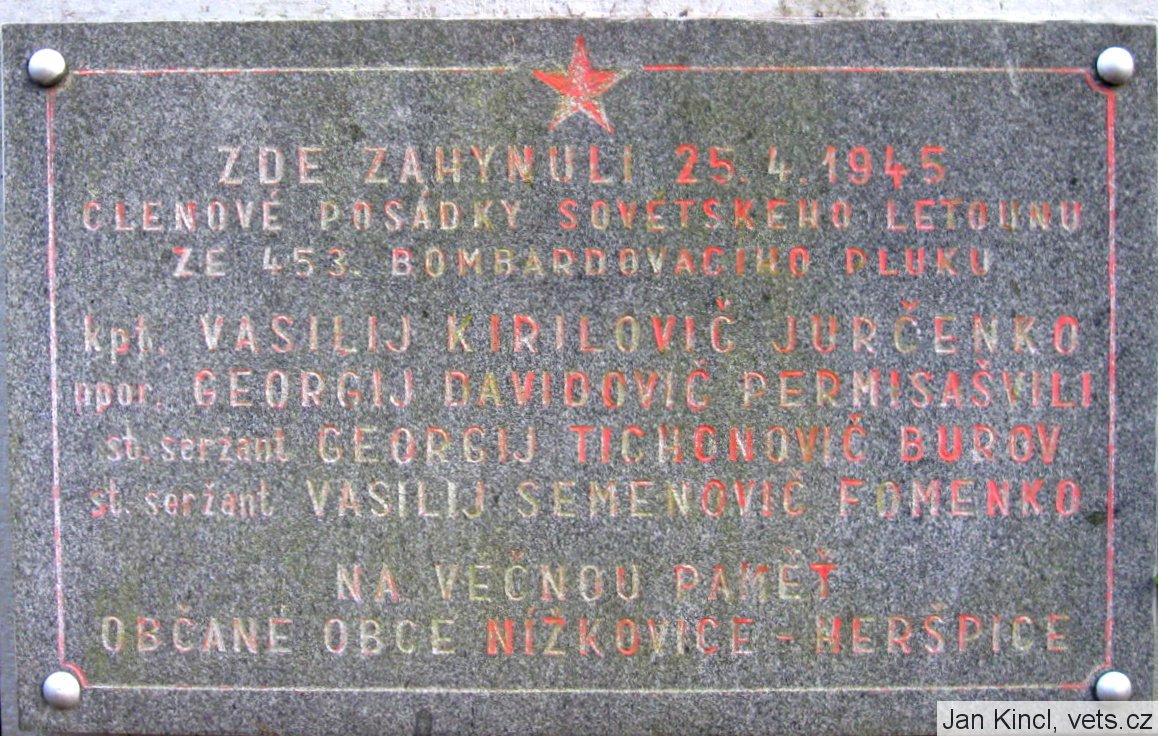 ZDE ZAHYNULI 25. 4. 1945
ČLENOVÉ POSÁDKY SOVĚTSKÉHO LETOUNU
ZE 453. BOMBARDOVACÍHO PLUKU
kpt. VASILIJ KIRILOVIČ JURČENKO
npor. GEORGIJ DAVIDOVIČ PERMISAŠVILI
st. seržant GEORGIJ TICHONOVIČ BUROV
st. seržant VASILIJ SEMENOVIČ FOMENKO
NA VEČNOU PAMĚŤ
OBČANÉ OBCE NÍŽKOVICE - HERŠPICE
Jan Kincl, vets.cz